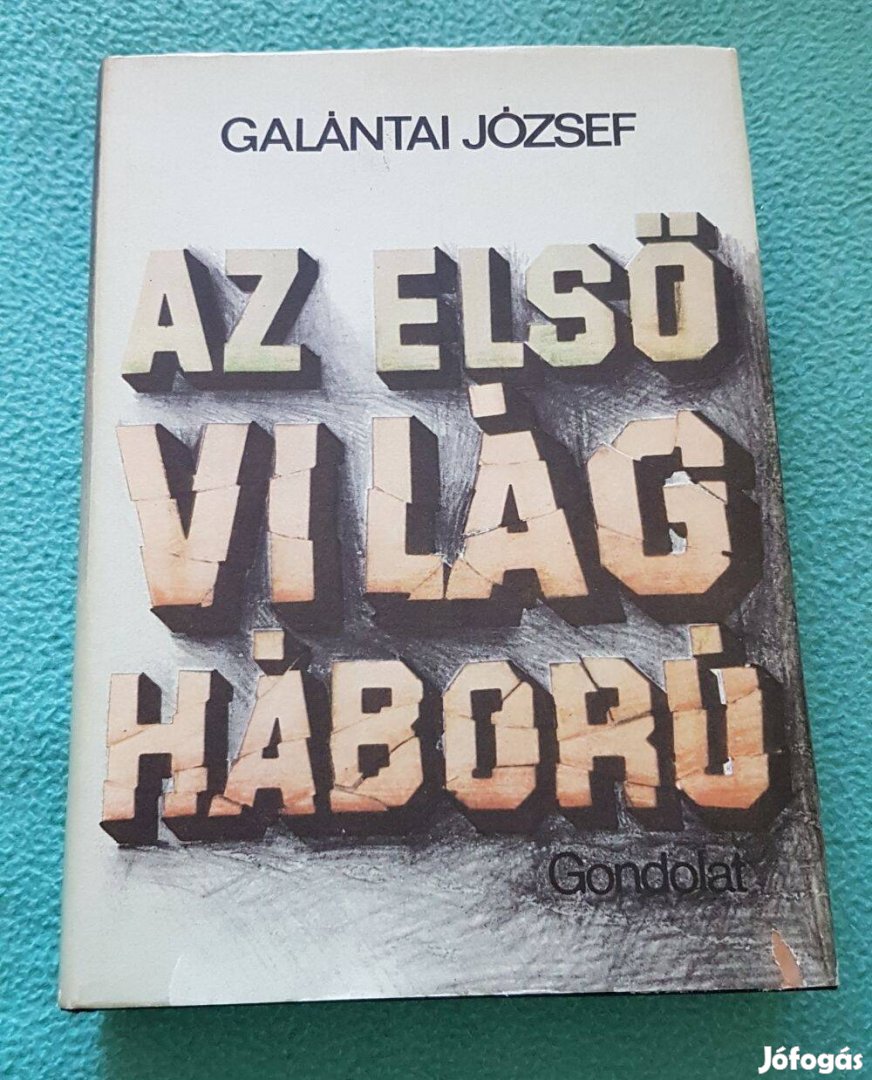 GALÁNTAI JÓZSEF
AZ ELSŐ
VILÁG
HÁBORÚ
Gondolat
Jófogás